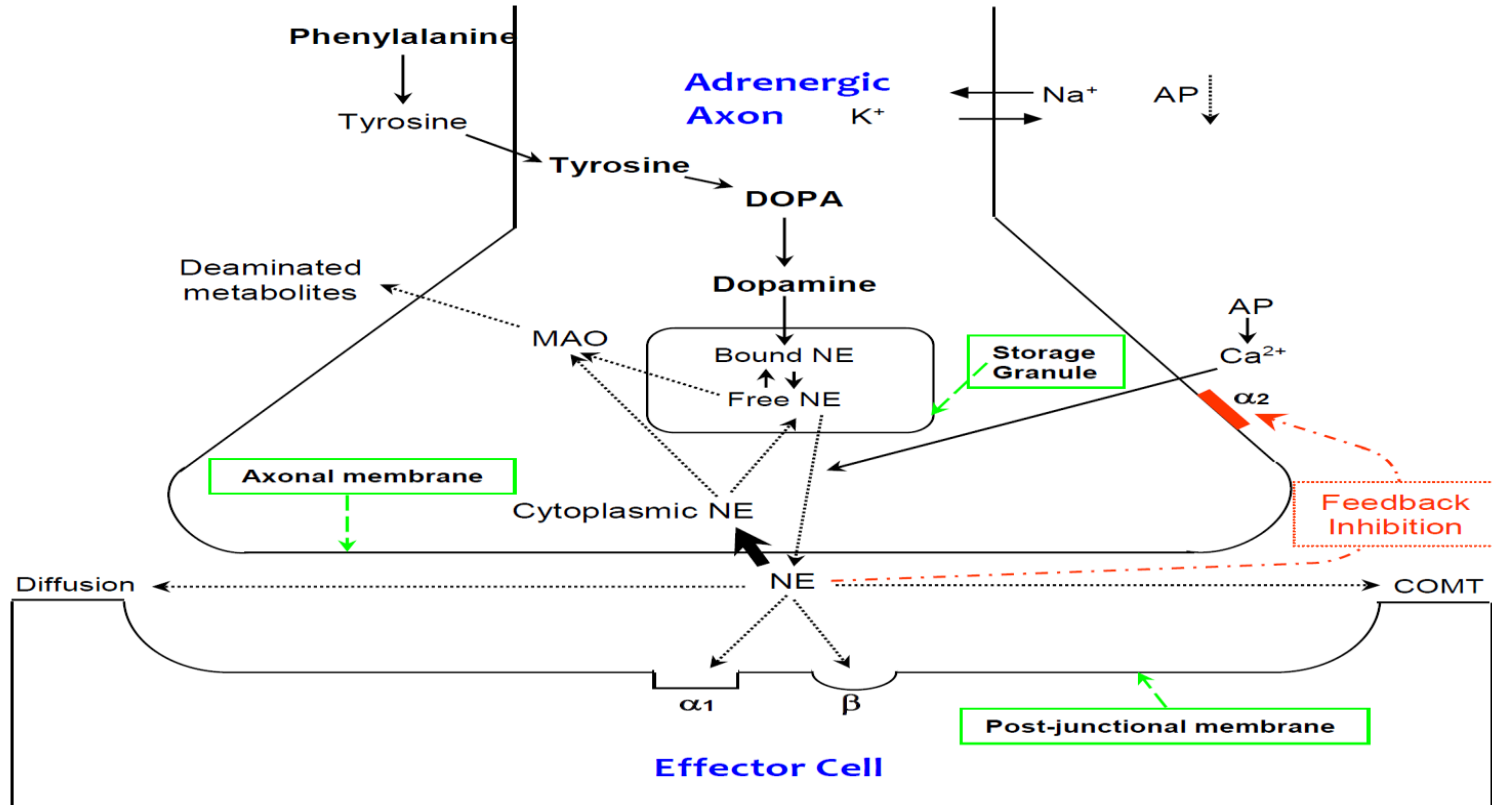 Phenylalanine
Adrenergic
Axon
K⁺
Na⁺
AP
Tyrosine
Tyrosine
DOPA
Deaminated
metabolites
Dopamine
AP
MAO
Bound NE
Storage
Granule
Ca²⁺
Free NE
α2
Axonal membrane
Cytoplasmic NE
Feedback
Inhibition
Diffusion
NE
COMT
α1
β
Post-junctional membrane
Effector Cell